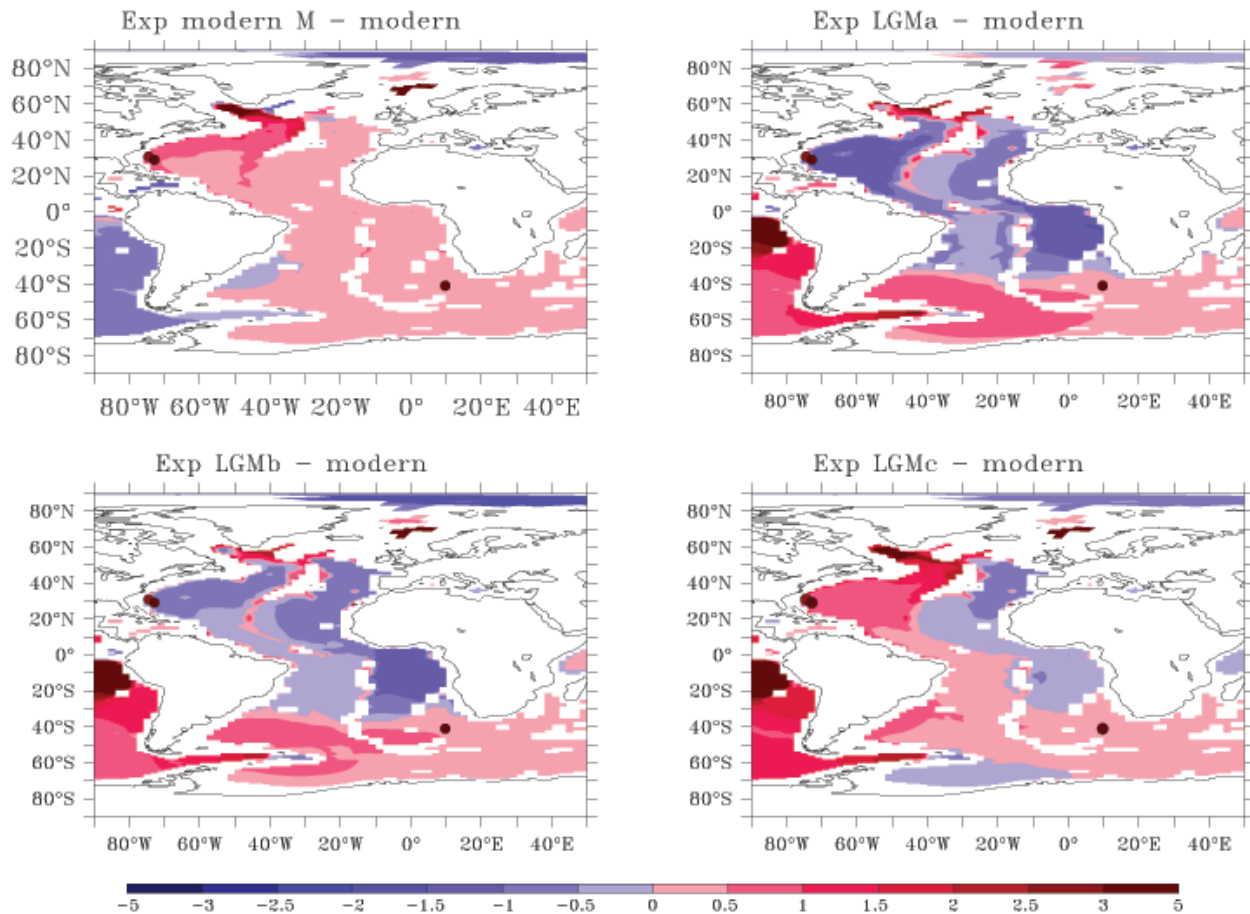 Exp modern M − modern
Exp LGMa − modern
80°N
60°N
40°N
20°N
0°
20°S
40°S
60°S
80°S
80°W 60°W 40°W 20°W 0° 20°E 40°E
80°N
60°N
40°N
20°N
0°
20°S
40°S
60°S
80°S
80°W 60°W 40°W 20°W 0° 20°E 40°E
Exp LGMb − modern
Exp LGMc − modern
80°N
60°N
40°N
20°N
0°
20°S
40°S
60°S
80°S
80°W 60°W 40°W 20°W 0° 20°E 40°E
80°N
60°N
40°N
20°N
0°
20°S
40°S
60°S
80°S
80°W 60°W 40°W 20°W 0° 20°E 40°E
−5 −3 −2.5 −2 −1.5 −1 −0.5 0 0.5 1 1.5 2 2.5 3 5